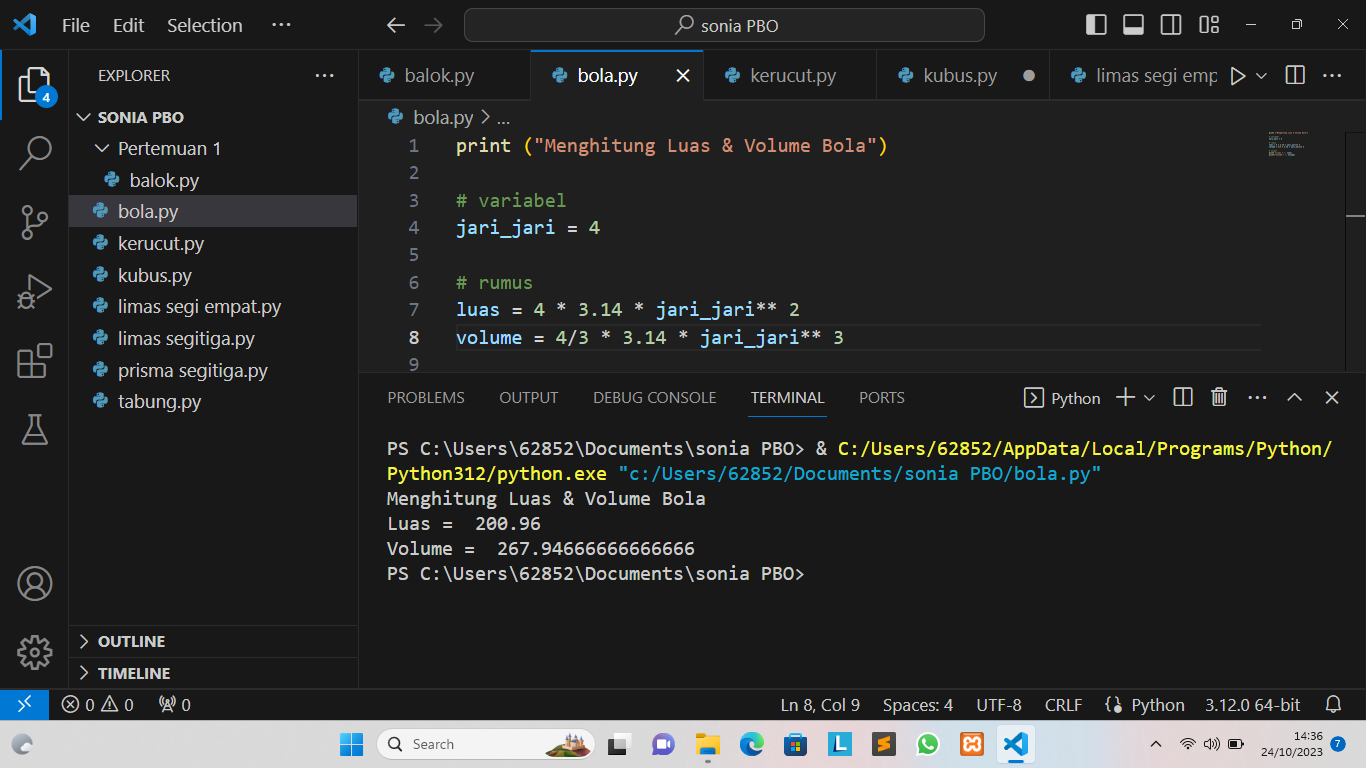 File Edit Selection ···
sonia PBO
EXPLORER ···
SONIA PBO
Pertemuan 1
balok.py
bola.py
kerucut.py
kubus.py
limas segi empat.py
limas segitiga.py
prisma segitiga.py
tabung.py
OUTLINE
TIMELINE
4
balok.py bola.py kerucut.py kubus.py limas segi emp
bola.py > ...
1 print ("Menghitung Luas & Volume Bola")
2
3 # variabel
4 jari_jari = 4
5
6 # rumus
7 luas = 4 * 3.14 * jari_jari** 2
8 volume = 4/3 * 3.14 * jari_jari** 3
9
PROBLEMS OUTPUT DEBUG CONSOLE TERMINAL PORTS Python
PS C:\Users\62852\Documents\sonia PBO> & C:/Users/62852/AppData/Local/Programs/Python/
Python312/python.exe "c:/Users/62852/Documents/sonia PBO/bola.py"
Menghitung Luas & Volume Bola
Luas =  200.96
Volume =  267.94666666666666
PS C:\Users\62852\Documents\sonia PBO>
0 0 0 Ln 8, Col 9 Spaces: 4 UTF-8 CRLF Python 3.12.0 64-bit
Search
14:36
24/10/2023
7